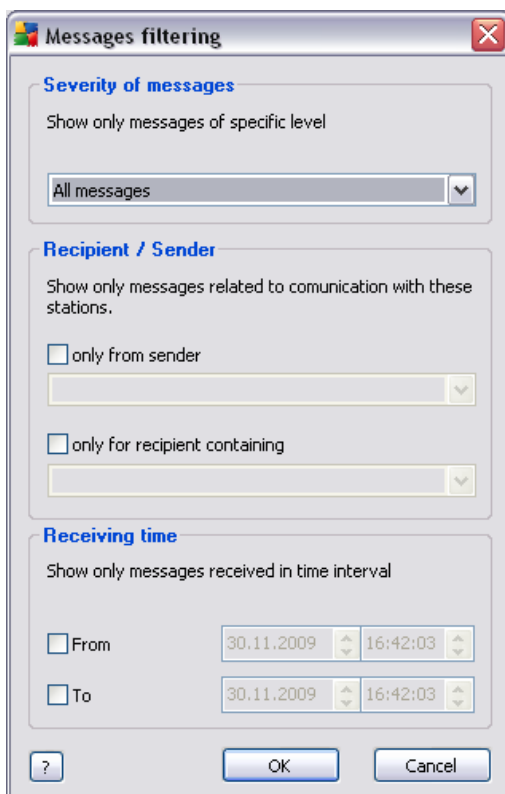 Messages filtering
Severity of messages
Show only messages of specific level
All messages
Recipient / Sender
Show only messages related to comunication with these
stations.
only from sender
only for recipient containing
Receiving time
Show only messages received in time interval
From 30.11.2009 16:42:03
To 30.11.2009 16:42:03
? OK Cancel